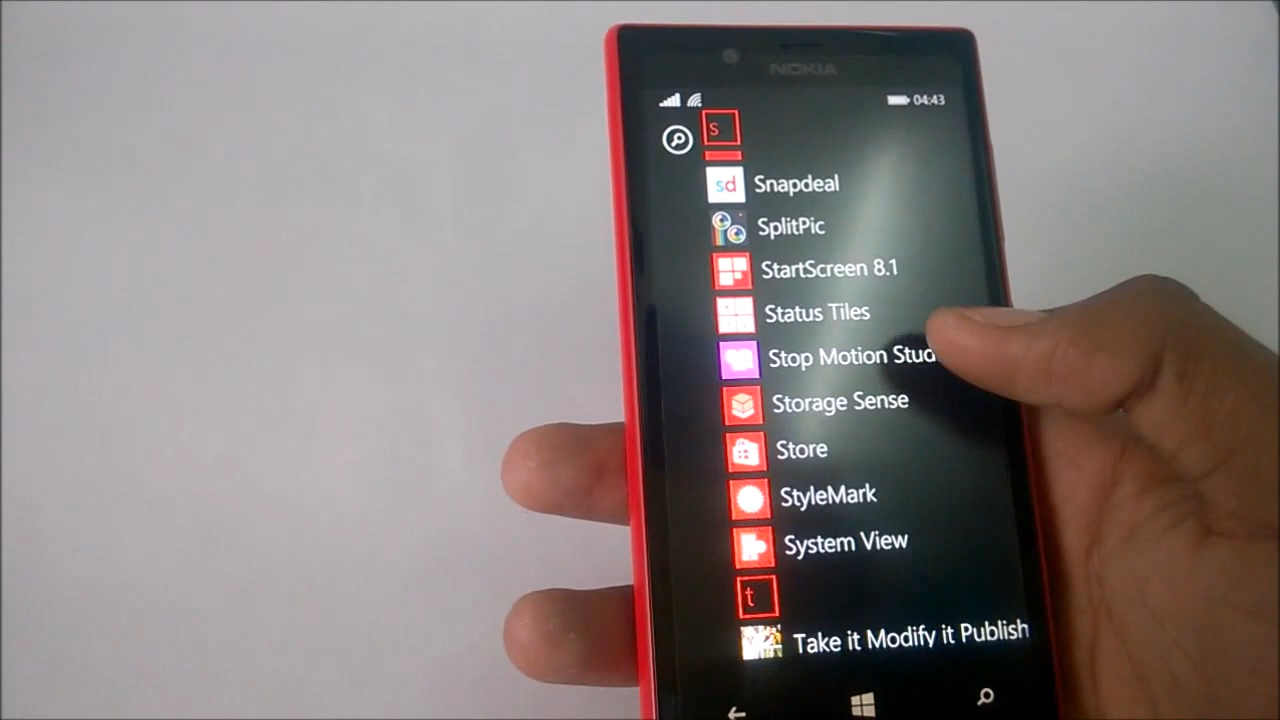 NOKIA
04:43
s
sd Snapdeal
SplitPic
StartScreen 8.1
Status Tiles
Stop Motion Stud
Storage Sense
Store
StyleMark
System View
t
Take it Modify it Publish